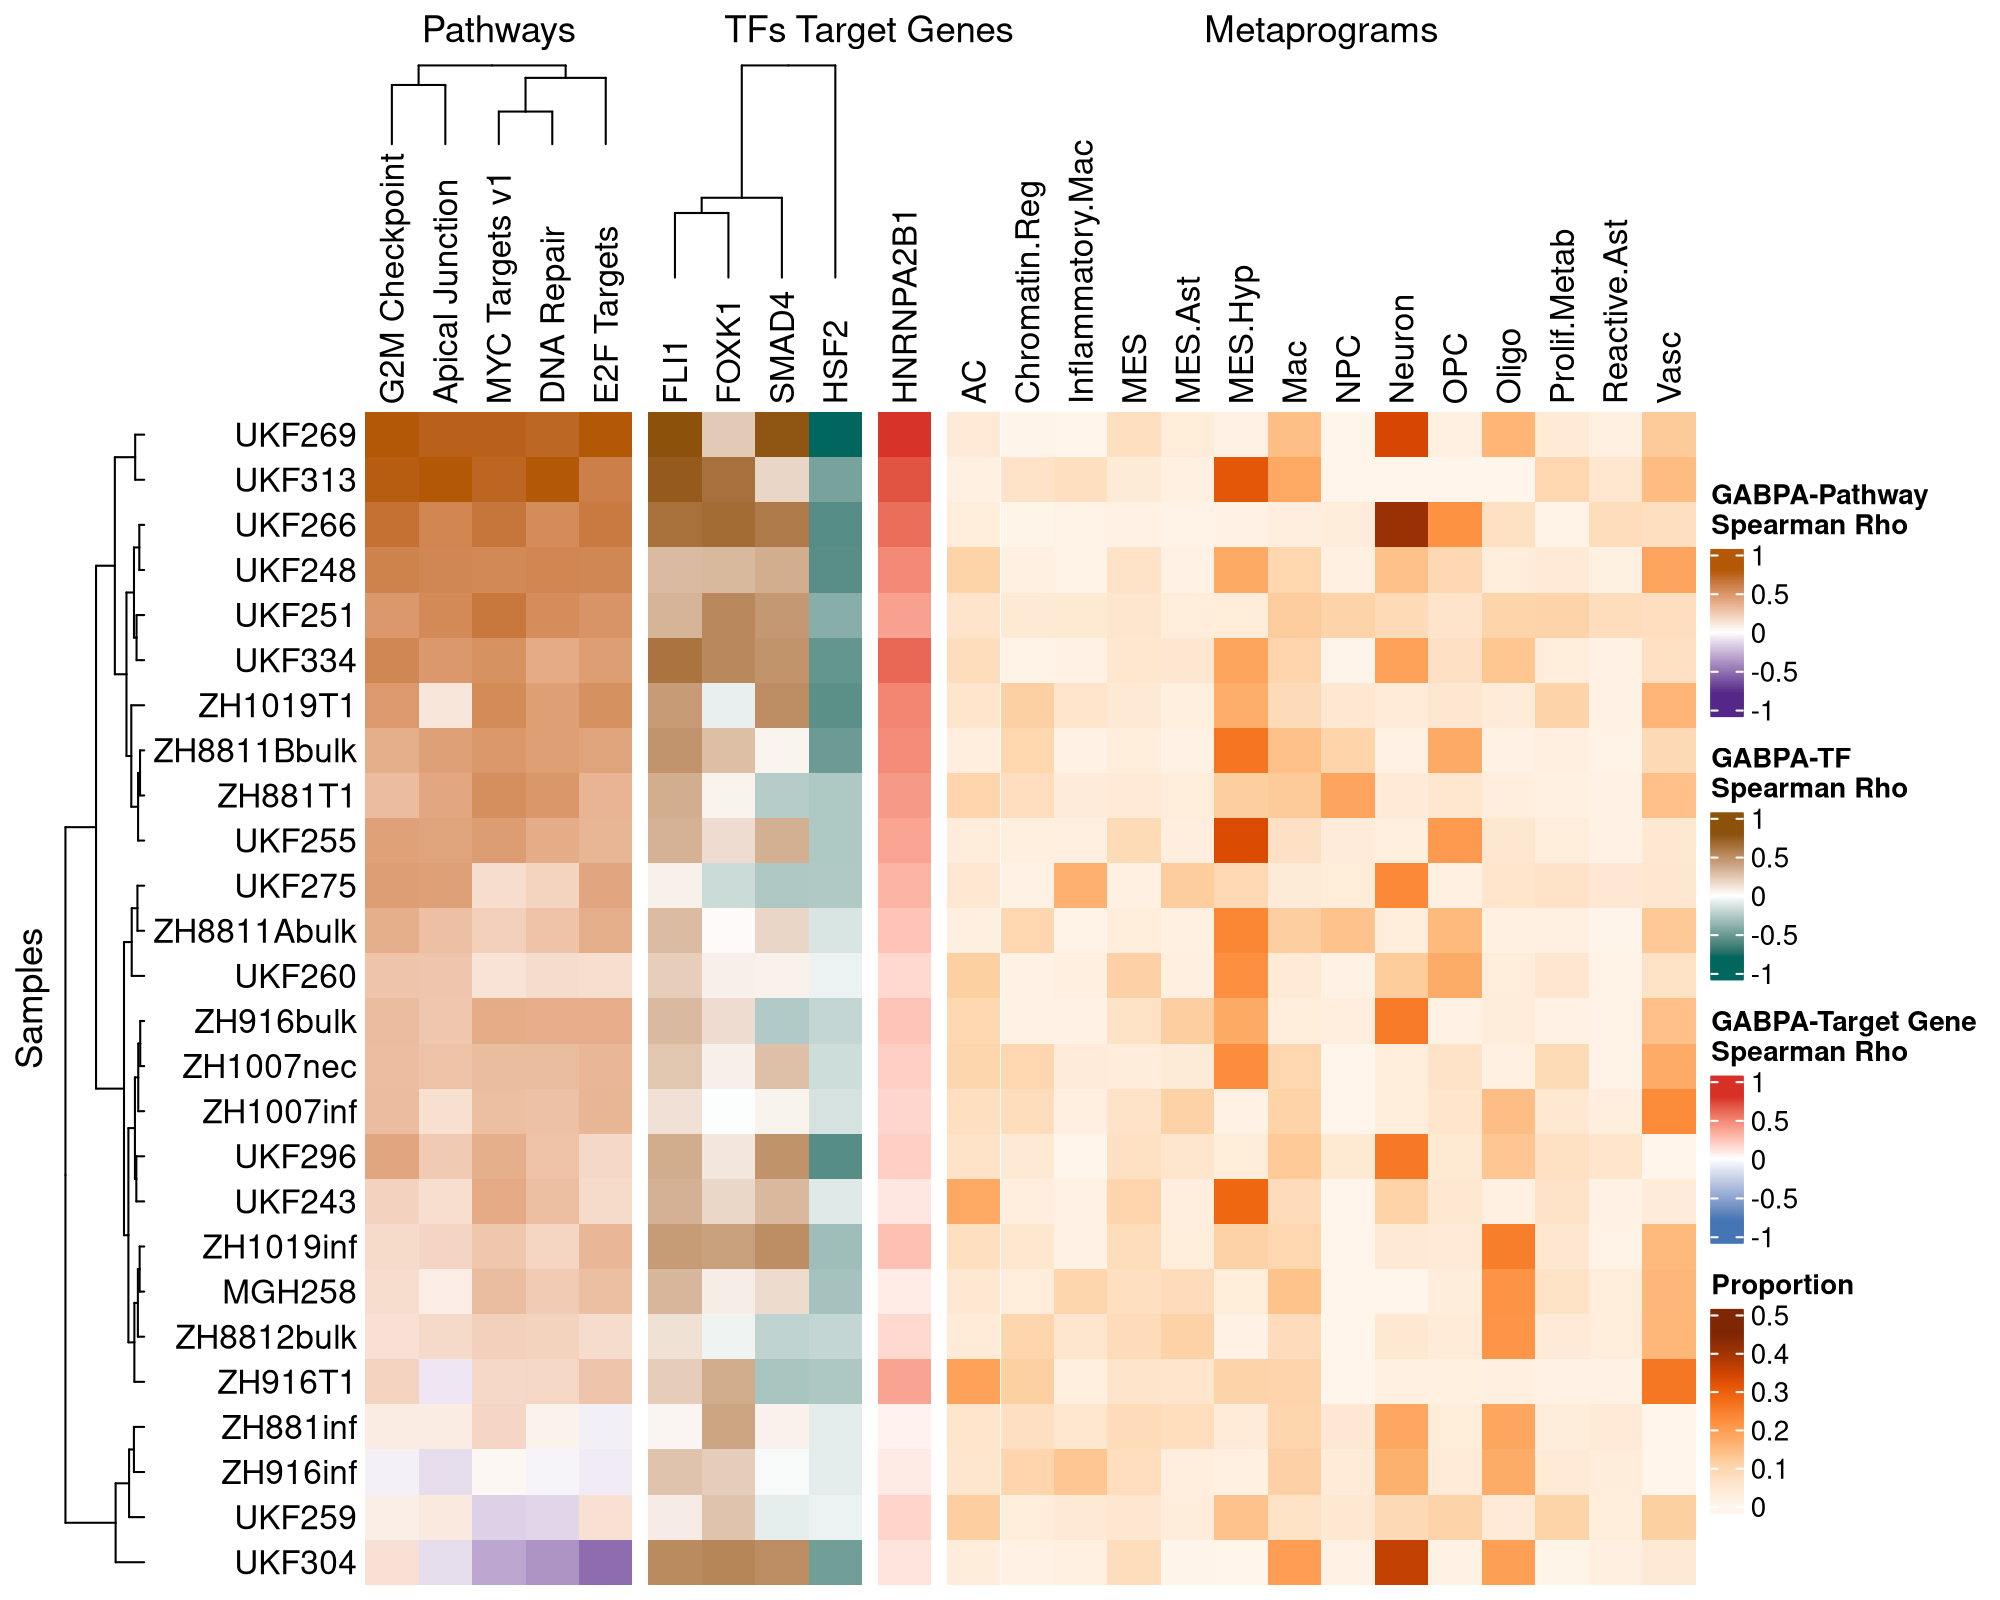 Pathways
TFs Target Genes
Metaprograms
G2M Checkpoint
Apical Junction
MYC Targets v1
DNA Repair
E2F Targets
FLI1
FOXK1
SMAD4
HSF2
HNRNPA2B1
AC
Chromatin.Reg
Inflammatory.Mac
MES
MES.Ast
MES.Hyp
Mac
NPC
Neuron
OPC
Oligo
Prolif.Metab
Reactive.Ast
Vasc
Samples
UKF269
UKF313
UKF266
UKF248
UKF251
UKF334
ZH1019T1
ZH8811Bbulk
ZH881T1
UKF255
UKF275
ZH8811Abulk
UKF260
ZH916bulk
ZH1007nec
ZH1007inf
UKF296
UKF243
ZH1019inf
MGH258
ZH8812bulk
ZH916T1
ZH881inf
ZH916inf
UKF259
UKF304
GABPA-Pathway
Spearman Rho
1
0.5
0
-0.5
-1
GABPA-TF
Spearman Rho
1
0.5
0
-0.5
-1
GABPA-Target Gene
Spearman Rho
1
0.5
0
-0.5
-1
Proportion
0.5
0.4
0.3
0.2
0.1
0